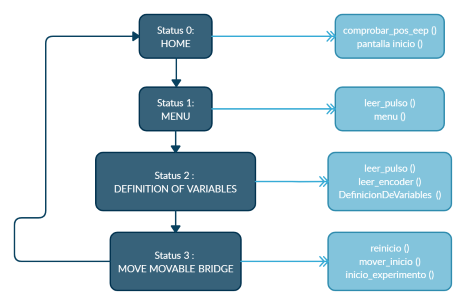 Status 0:
HOME
comprobar_pos_eep ()
pantalla inicio ()
Status 1:
MENU
leer_pulso ()
menu ()
Status 2 :
DEFINITION OF VARIABLES
leer_pulso ()
leer_encoder ()
DefinicionDeVariables ()
Status 3 :
MOVE MOVABLE BRIDGE
reinicio ()
mover_inicio ()
inicio_experimento ()